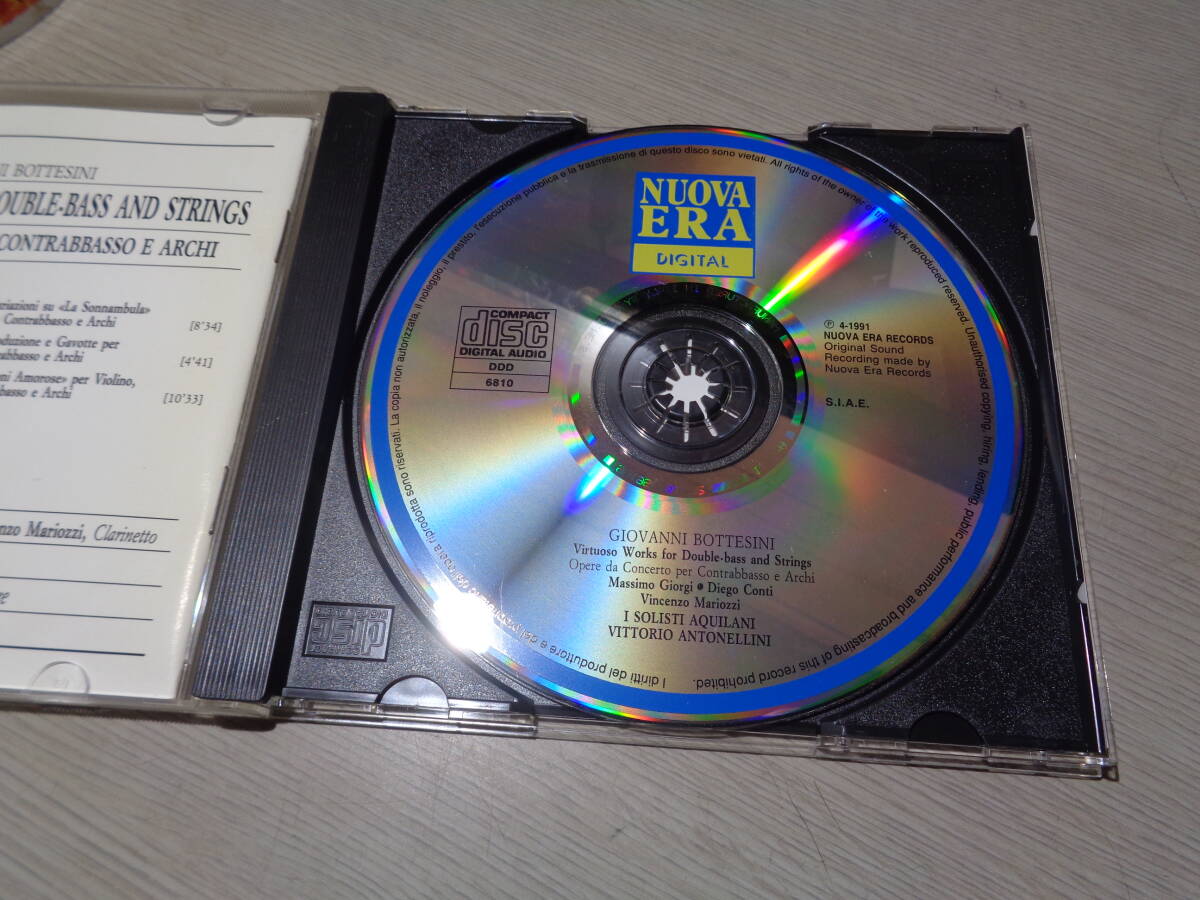 NI BOTTESINI
OUBLE-BASS AND STRINGS
CONTRABBASSO E ARCHI
riazioni su «La Sonnambula»
Contrabbasso e Archi [8'34]
oduzione e Gavotte per
rabbasso e Archi [4'41]
ni Amorose» per Violino,
basso e Archi [10'33]
nzo Mariozzi, Clarinetto
NUOVA
ERA
DIGITAL
COMPACT
disc
DIGITAL AUDIO
DDD
6810
℗ 4-1991
NUOVA ERA RECORDS
Original Sound
Recording made by
Nuova Era Records
S.I.A.E.
GIOVANNI BOTTESINI
Virtuoso Works for Double-bass and Strings
Opere da Concerto per Contrabbasso e Archi
Massimo Giorgi • Diego Conti
Vincenzo Mariozzi
I SOLISTI AQUILANI
VITTORIO ANTONELLINI
I diritti del produttore e del proprietario dell'opera riprodotta sono riservati. La copia non autorizzata, il noleggio, il prestito, l'esecuzione pubblica e la trasmissione di questo disco sono vietati. All rights of the owner of the work reproduced reserved. Unauthorised copying, hiring, lending, public performance and broadcasting of this record prohibited.